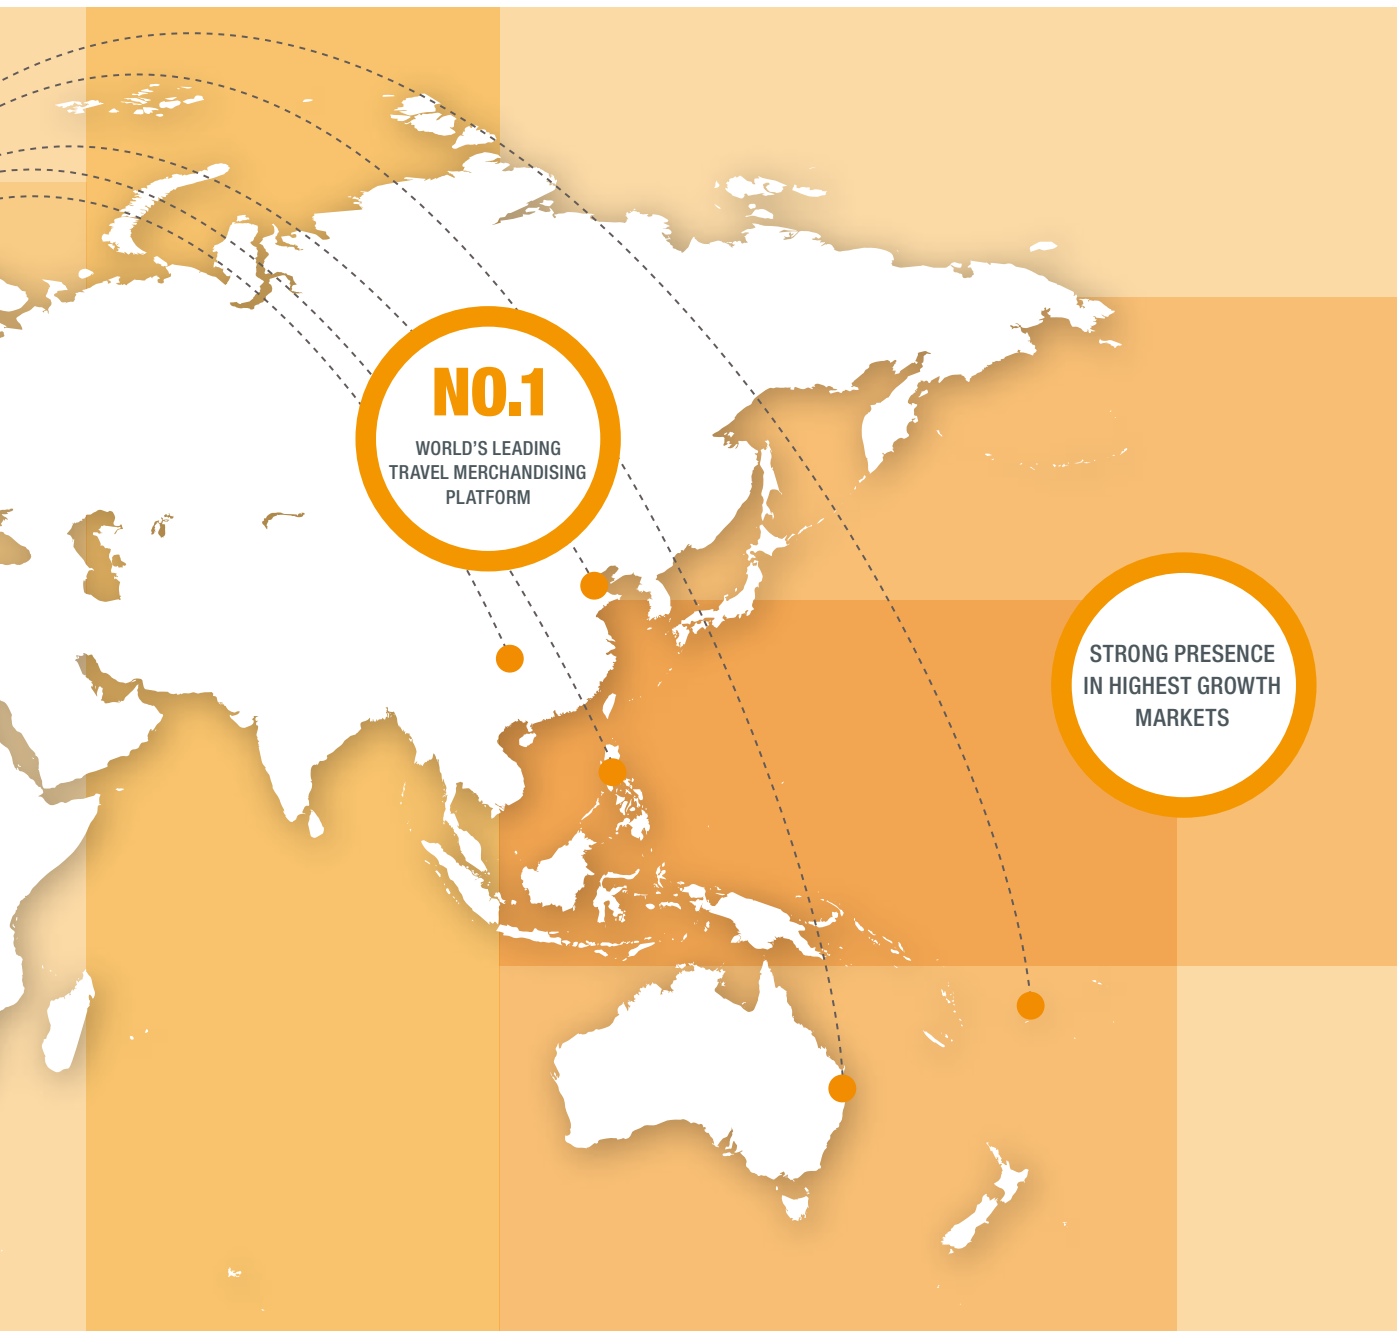 NO.1
WORLD'S LEADING
TRAVEL MERCHANDISING
PLATFORM
STRONG PRESENCE
IN HIGHEST GROWTH
MARKETS